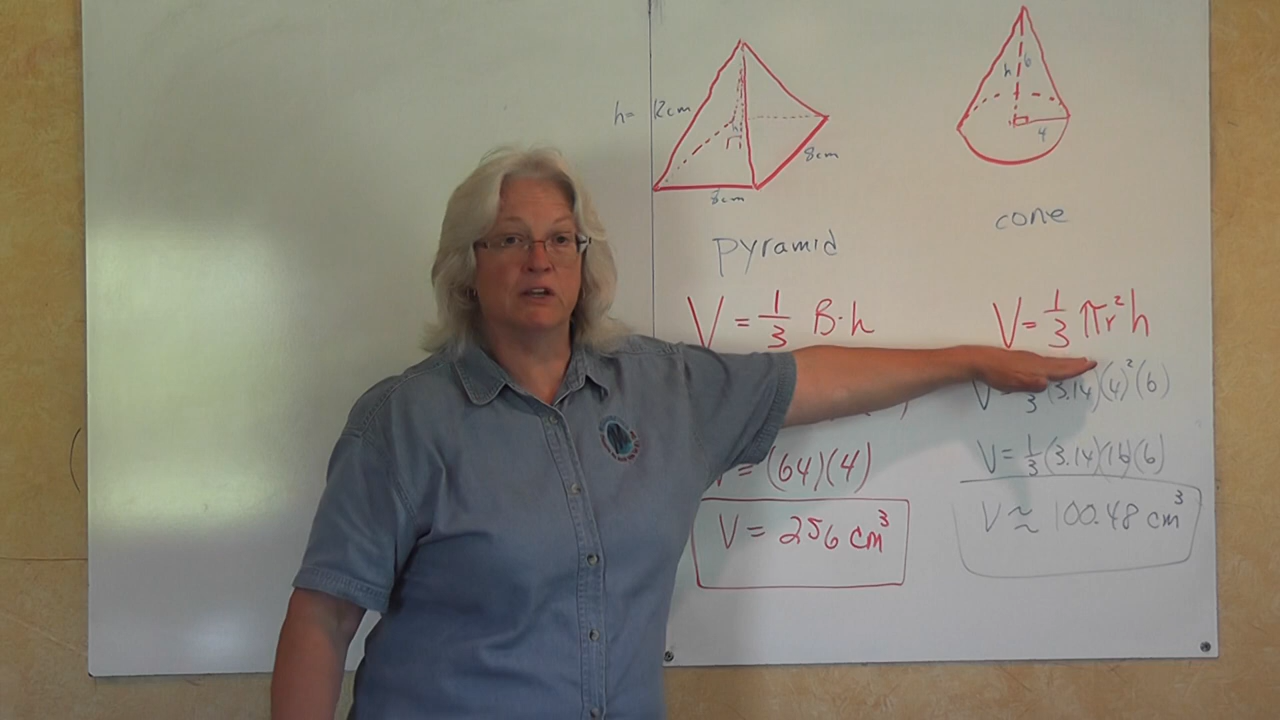 h= 12cm
h
8cm
8cm
pyramid
V = 1/3 B·h
V = (64)(4)
V = 256 cm³
h 6
4
cone
V = 1/3 πr²h
V = 1/3 (3.14)(4)²(6)
V = 1/3 (3.14)(16)(6)
V ≈ 100.48 cm³